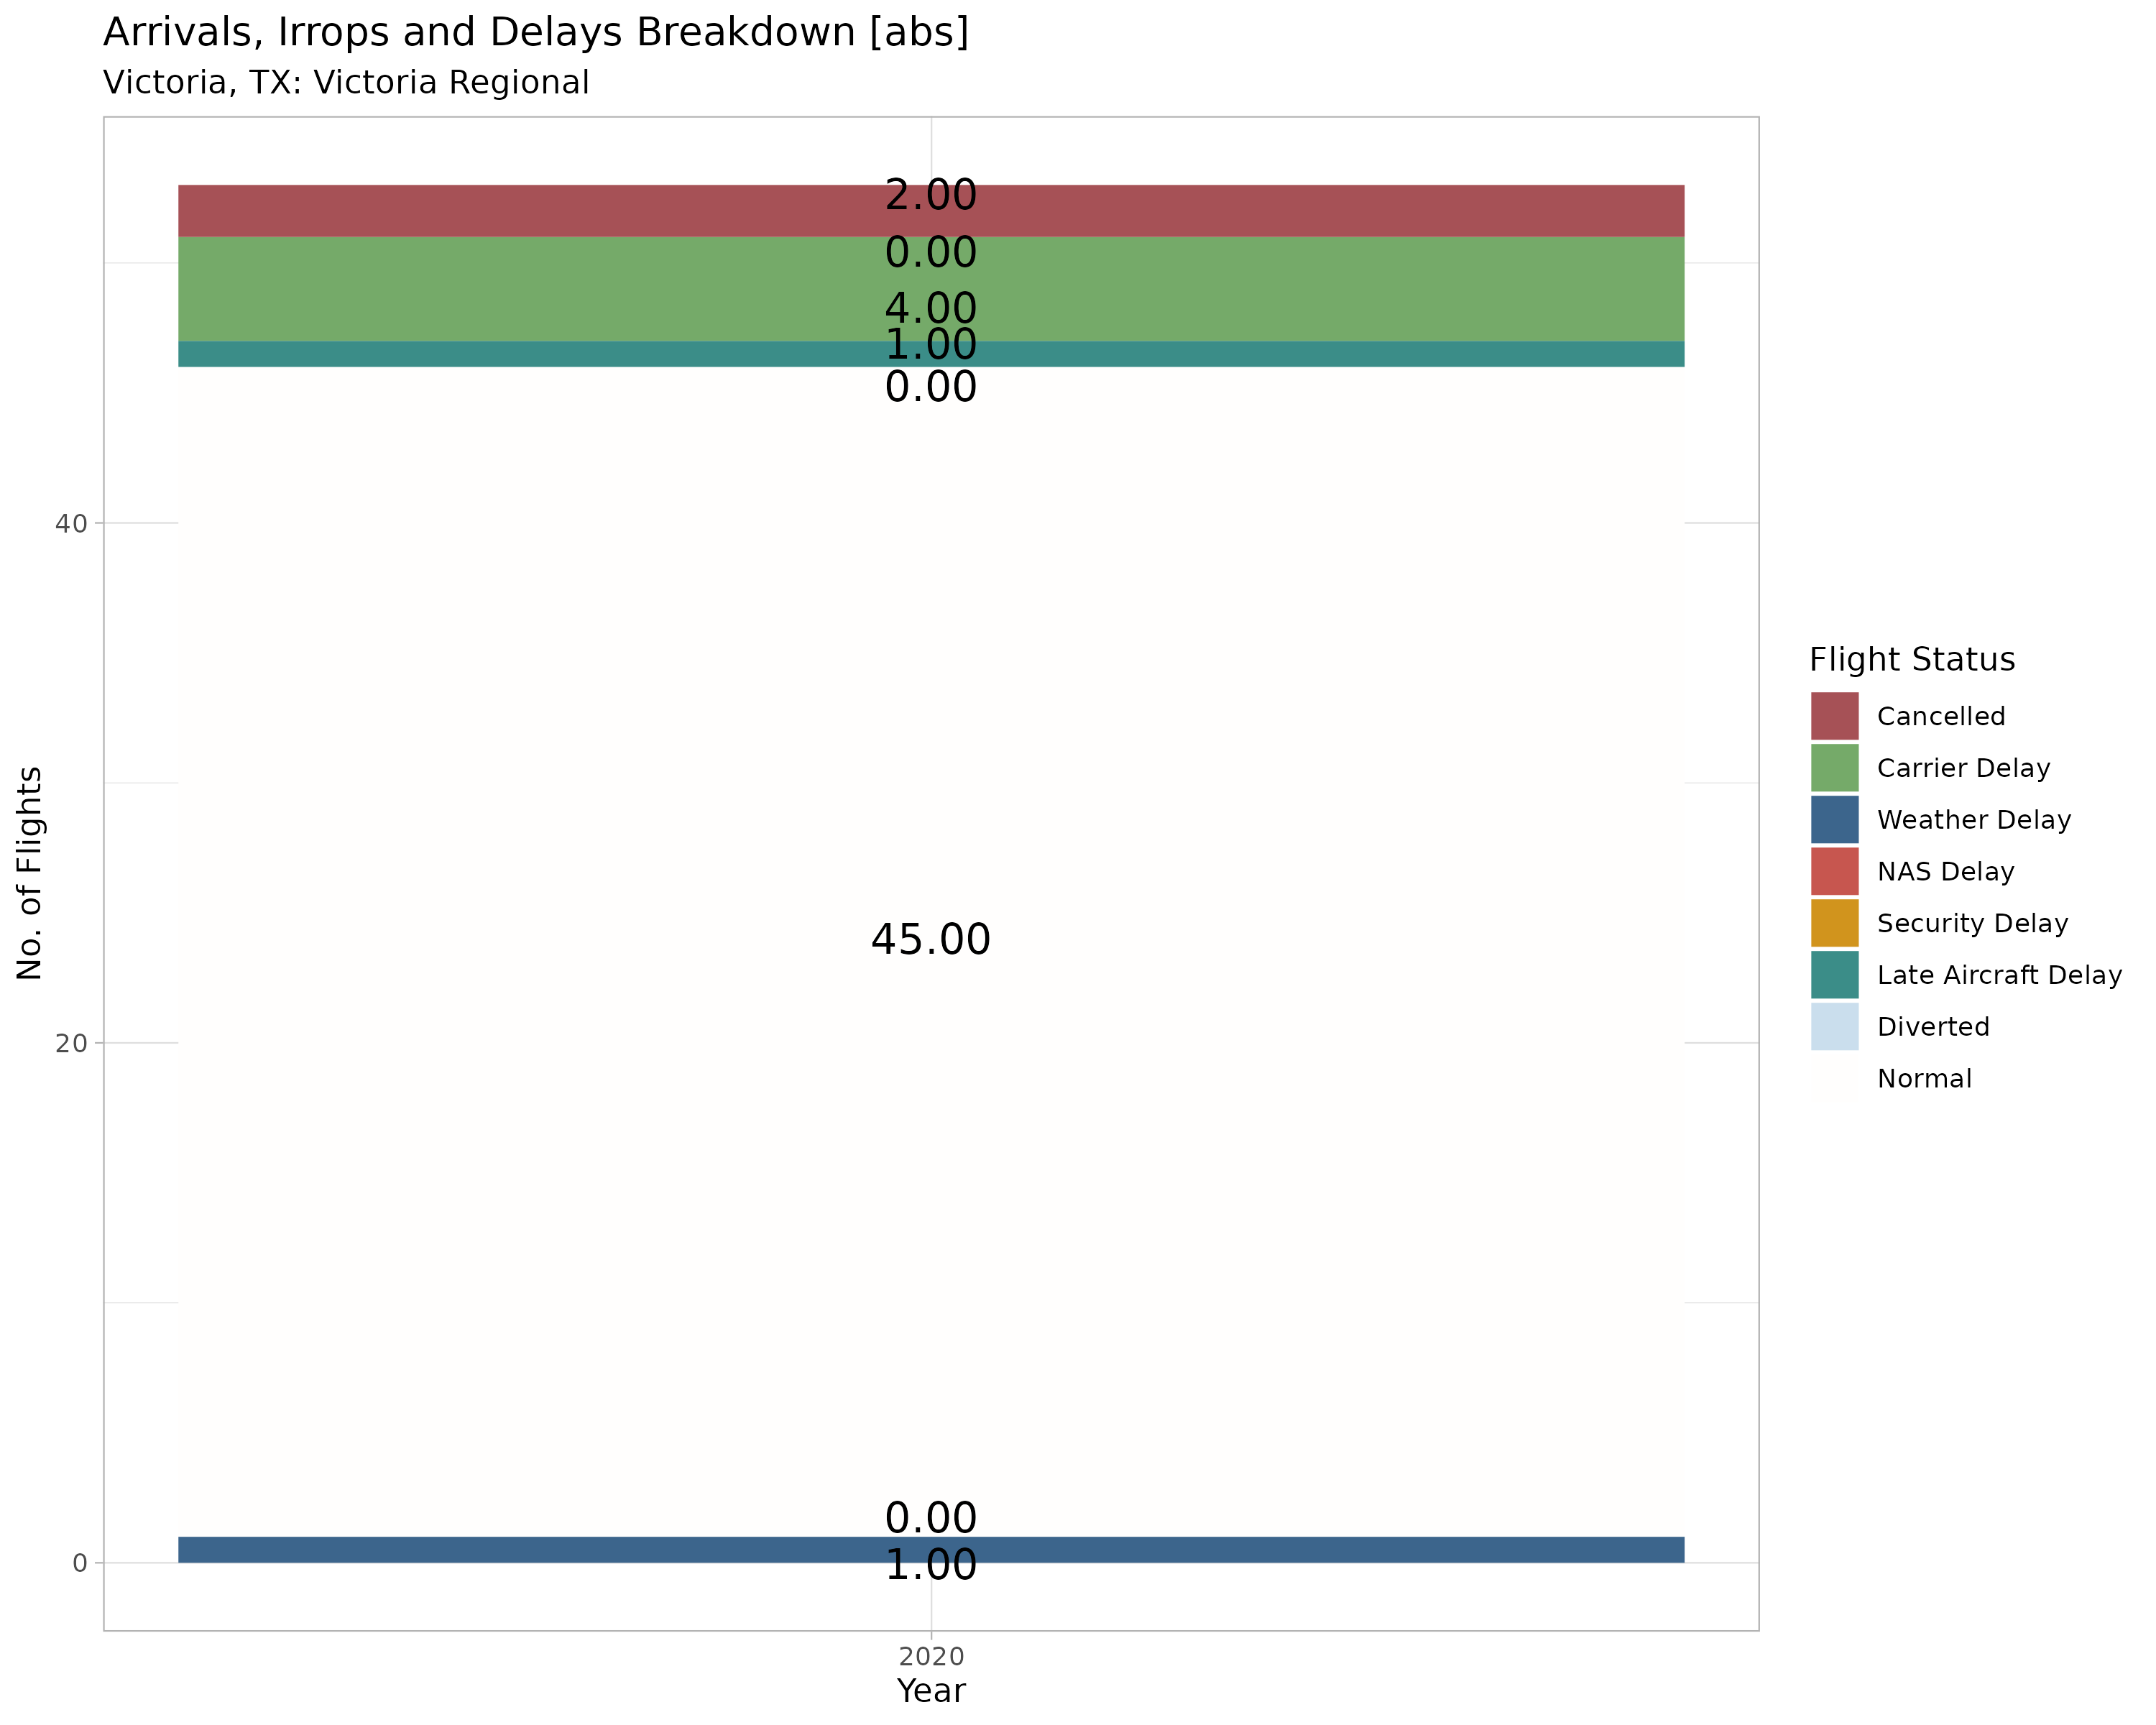 Arrivals, Irrops and Delays Breakdown [abs]
Victoria, TX: Victoria Regional
2.00
0.00
4.00
1.00
0.00
40
45.00
20
0.00
0
1.00
2020
Year
No. of Flights
Flight Status
Cancelled
Carrier Delay
Weather Delay
NAS Delay
Security Delay
Late Aircraft Delay
Diverted
Normal